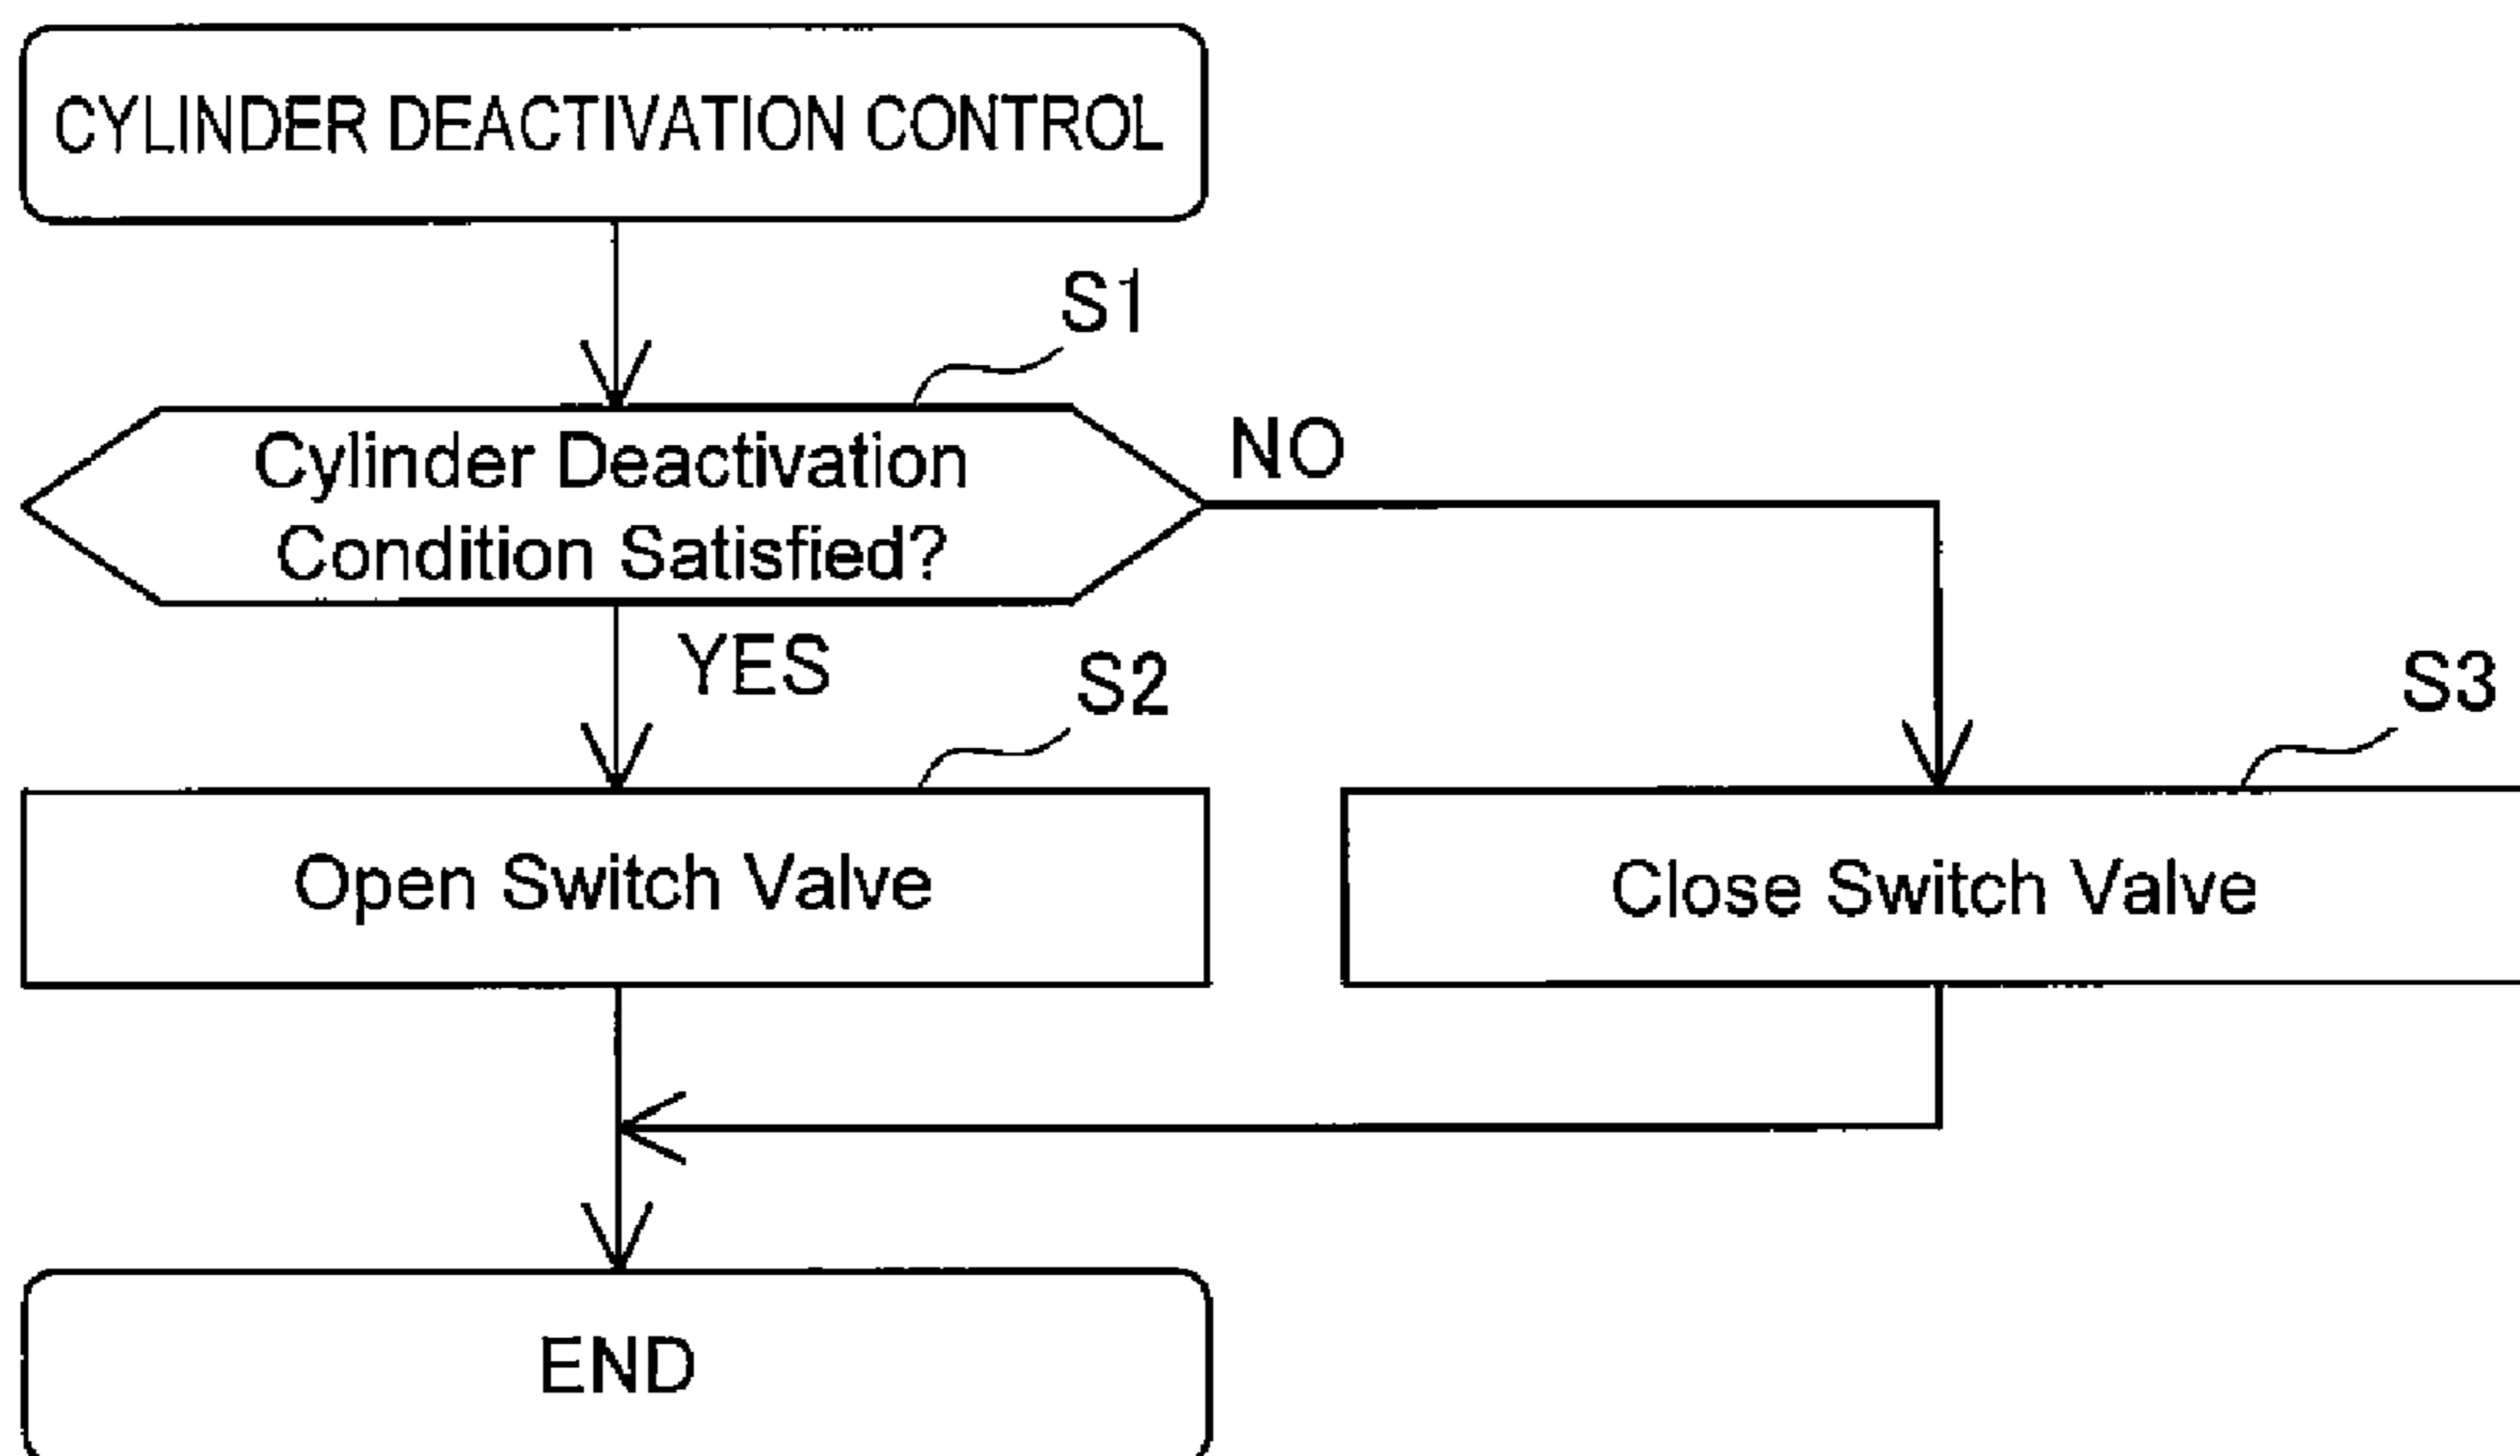 CYLINDER DEACTIVATION CONTROL
S1
Cylinder Deactivation
Condition Satisfied?
NO
YES
S2
S3
Open Switch Valve
Close Switch Valve
END